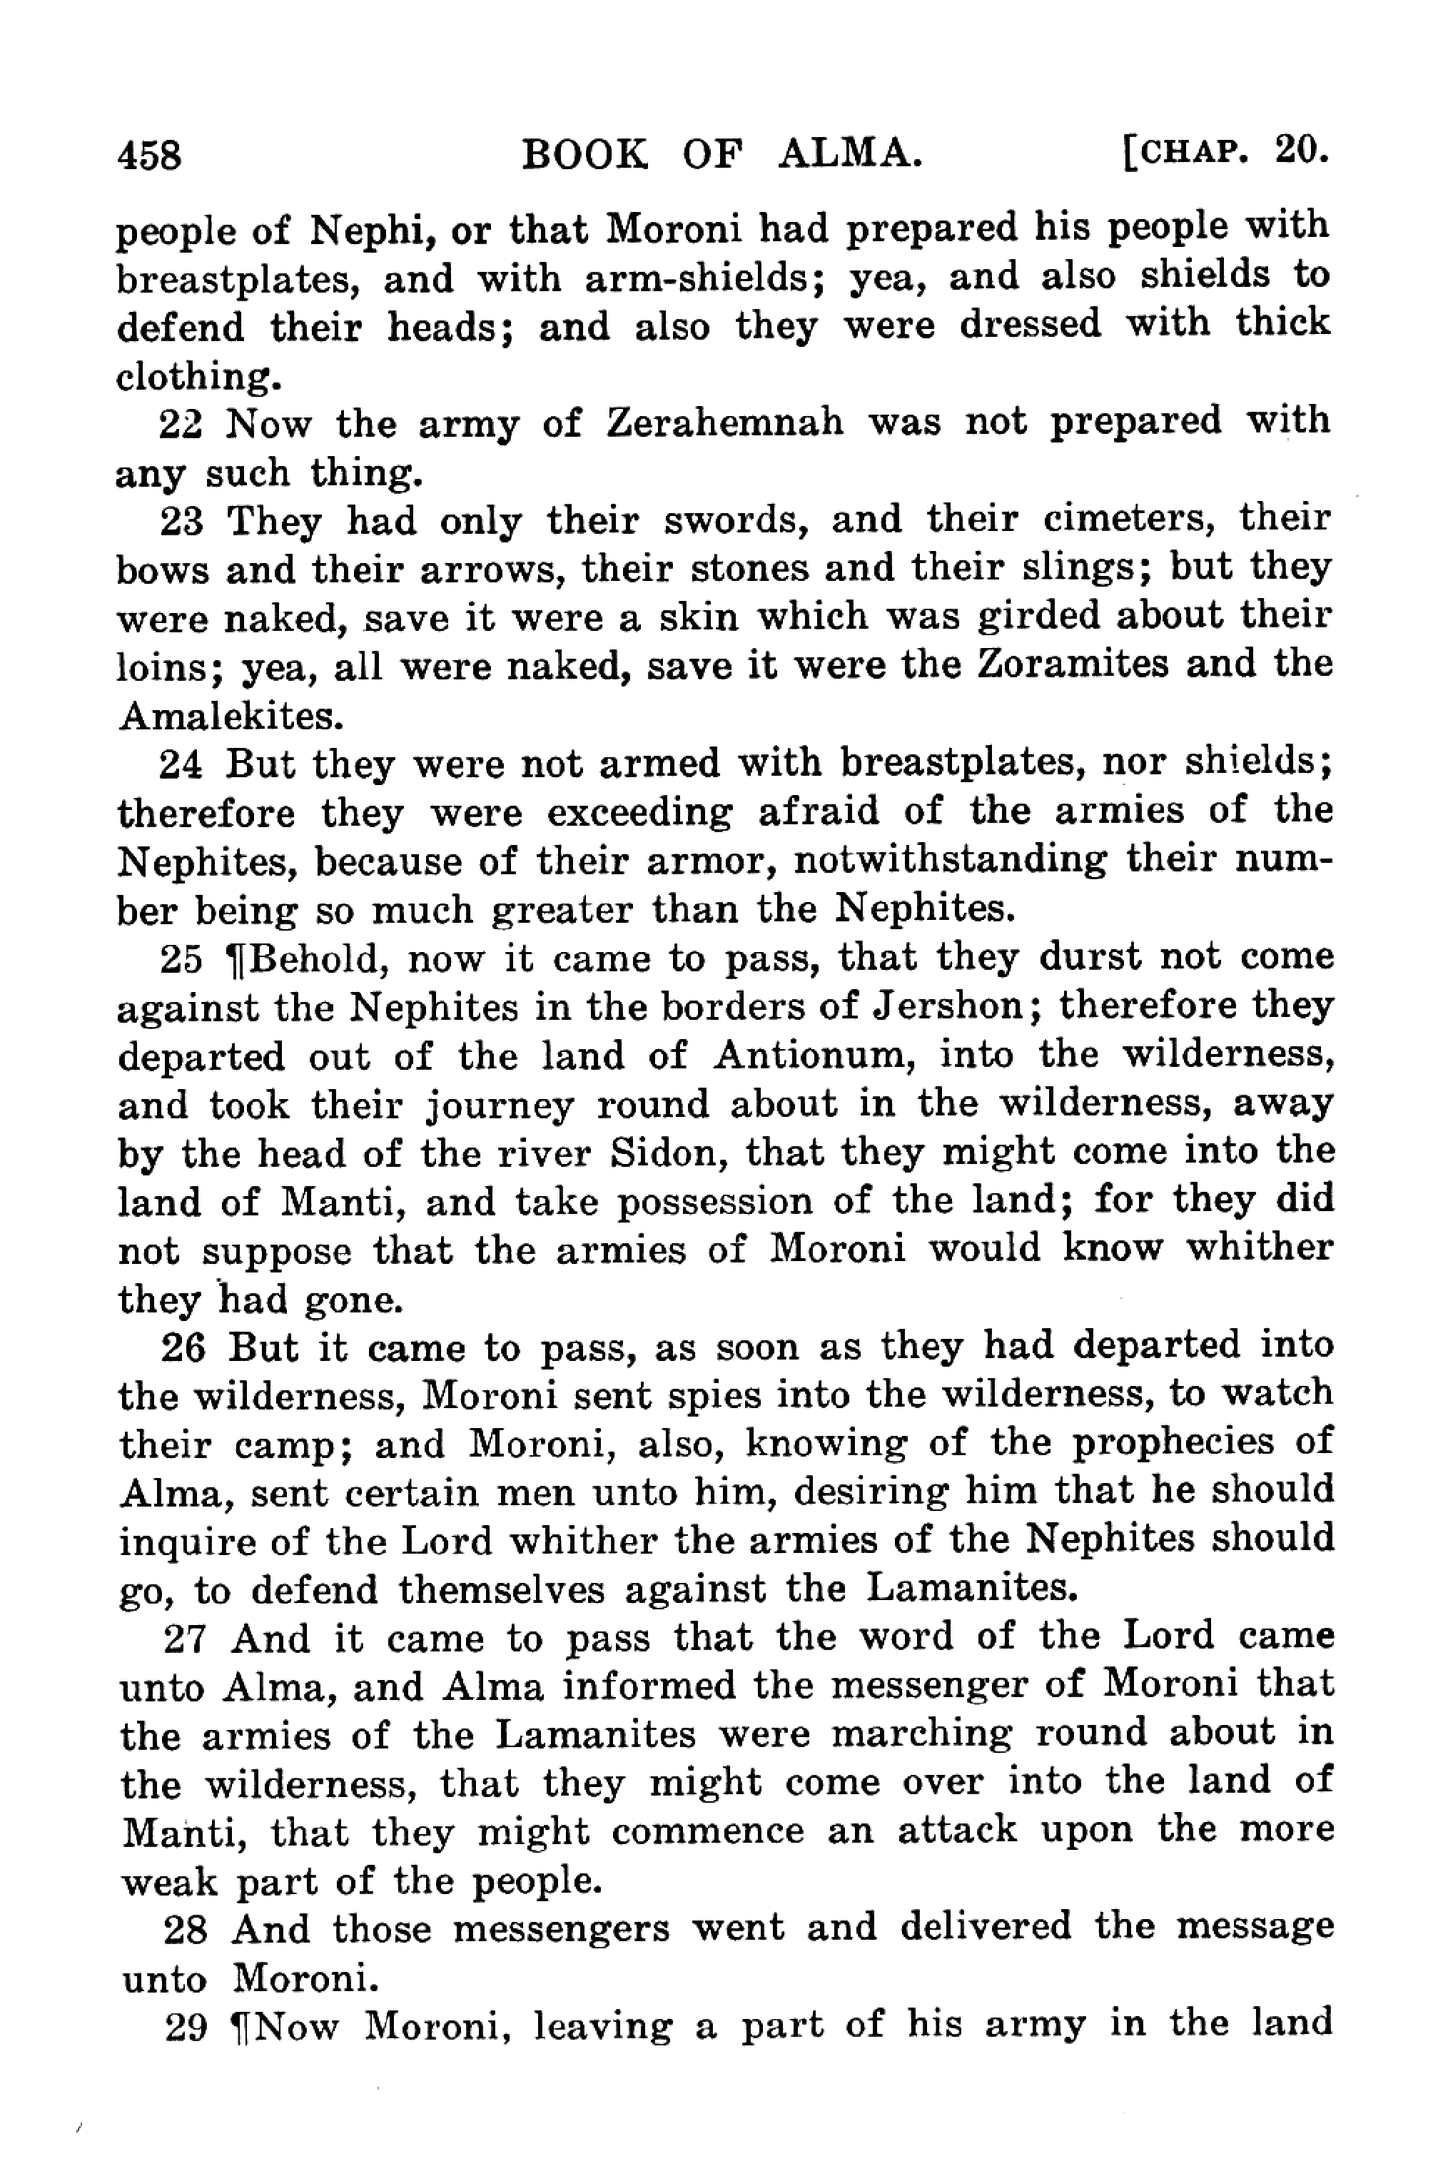 458 BOOK OF ALMA. [CHAP. 20.
people of Nephi, or that Moroni had prepared his people with
breastplates, and with arm-shields; yea, and also shields to
defend their heads; and also they were dressed with thick
clothing.
22 Now the army of Zerahemnah was not prepared with
any such thing.
23 They had only their swords, and their cimeters, their
bows and their arrows, their stones and their slings; but they
were naked, save it were a skin which was girded about their
loins; yea, all were naked, save it were the Zoramites and the
Amalekites.
24 But they were not armed with breastplates, nor shields;
therefore they were exceeding afraid of the armies of the
Nephites, because of their armor, notwithstanding their num-
ber being so much greater than the Nephites.
25 ¶Behold, now it came to pass, that they durst not come
against the Nephites in the borders of Jershon; therefore they
departed out of the land of Antionum, into the wilderness,
and took their journey round about in the wilderness, away
by the head of the river Sidon, that they might come into the
land of Manti, and take possession of the land; for they did
not suppose that the armies of Moroni would know whither
they had gone.
26 But it came to pass, as soon as they had departed into
the wilderness, Moroni sent spies into the wilderness, to watch
their camp; and Moroni, also, knowing of the prophecies of
Alma, sent certain men unto him, desiring him that he should
inquire of the Lord whither the armies of the Nephites should
go, to defend themselves against the Lamanites.
27 And it came to pass that the word of the Lord came
unto Alma, and Alma informed the messenger of Moroni that
the armies of the Lamanites were marching round about in
the wilderness, that they might come over into the land of
Manti, that they might commence an attack upon the more
weak part of the people.
28 And those messengers went and delivered the message
unto Moroni.
29 ¶Now Moroni, leaving a part of his army in the land